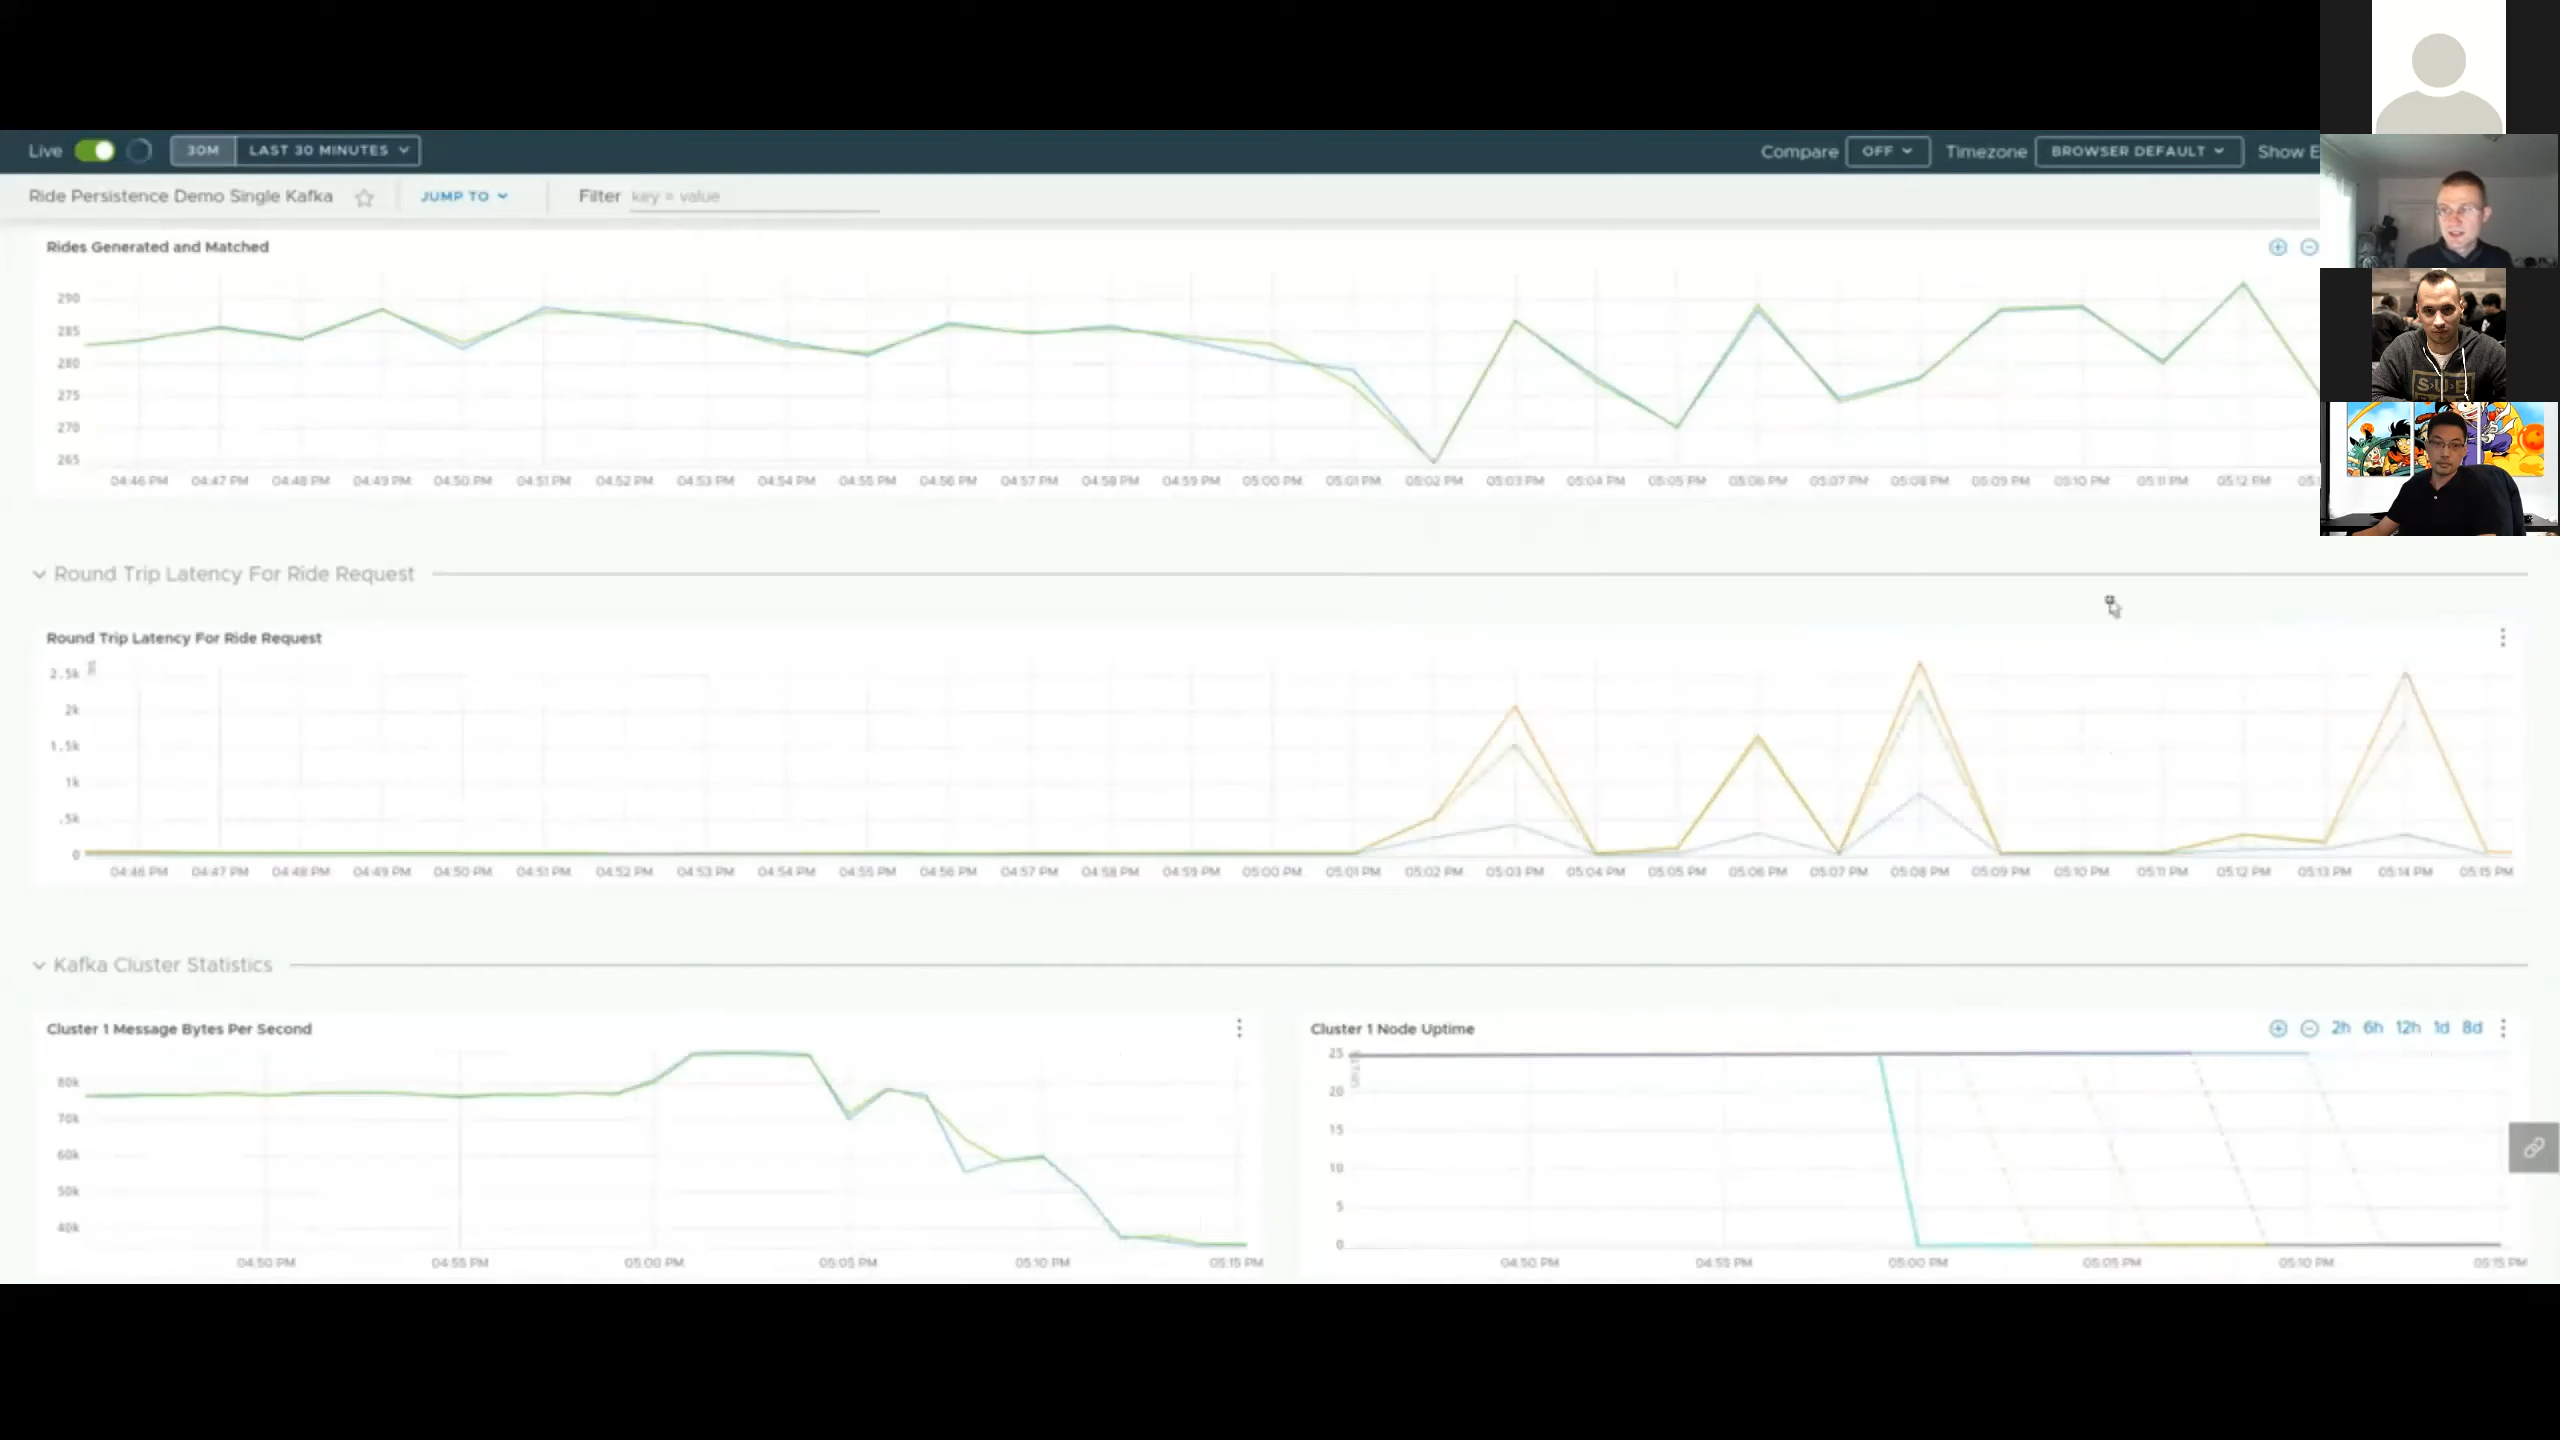 Live 30M LAST 30 MINUTES Compare OFF Timezone BROWSER DEFAULT Show E
Ride Persistence Demo Single Kafka JUMP TO Filter key = value
Rides Generated and Matched
290
285
280
275
270
265
04:46 PM 04:47 PM 04:48 PM 04:49 PM 04:50 PM 04:51 PM 04:52 PM 04:53 PM 04:54 PM 04:55 PM 04:56 PM 04:57 PM 04:58 PM 04:59 PM 05:00 PM 05:01 PM 05:02 PM 05:03 PM 05:04 PM 05:05 PM 05:06 PM 05:07 PM 05:08 PM 05:09 PM 05:10 PM 05:11 PM 05:12 PM
Round Trip Latency For Ride Request
Round Trip Latency For Ride Request
2.5k
2k
1.5k
1k
.5k
0
04:46 PM 04:47 PM 04:48 PM 04:49 PM 04:50 PM 04:51 PM 04:52 PM 04:53 PM 04:54 PM 04:55 PM 04:56 PM 04:57 PM 04:58 PM 04:59 PM 05:00 PM 05:01 PM 05:02 PM 05:03 PM 05:04 PM 05:05 PM 05:06 PM 05:07 PM 05:08 PM 05:09 PM 05:10 PM 05:11 PM 05:12 PM 05:13 PM 05:14 PM 05:15 PM
Kafka Cluster Statistics
Cluster 1 Message Bytes Per Second
80k
70k
60k
50k
40k
04:50 PM 04:55 PM 05:00 PM 05:05 PM 05:10 PM 05:15 PM
Cluster 1 Node Uptime 2h 6h 12h 1d 8d
25
20
15
10
5
0
04:50 PM 04:55 PM 05:00 PM 05:05 PM 05:10 PM 05:15 PM